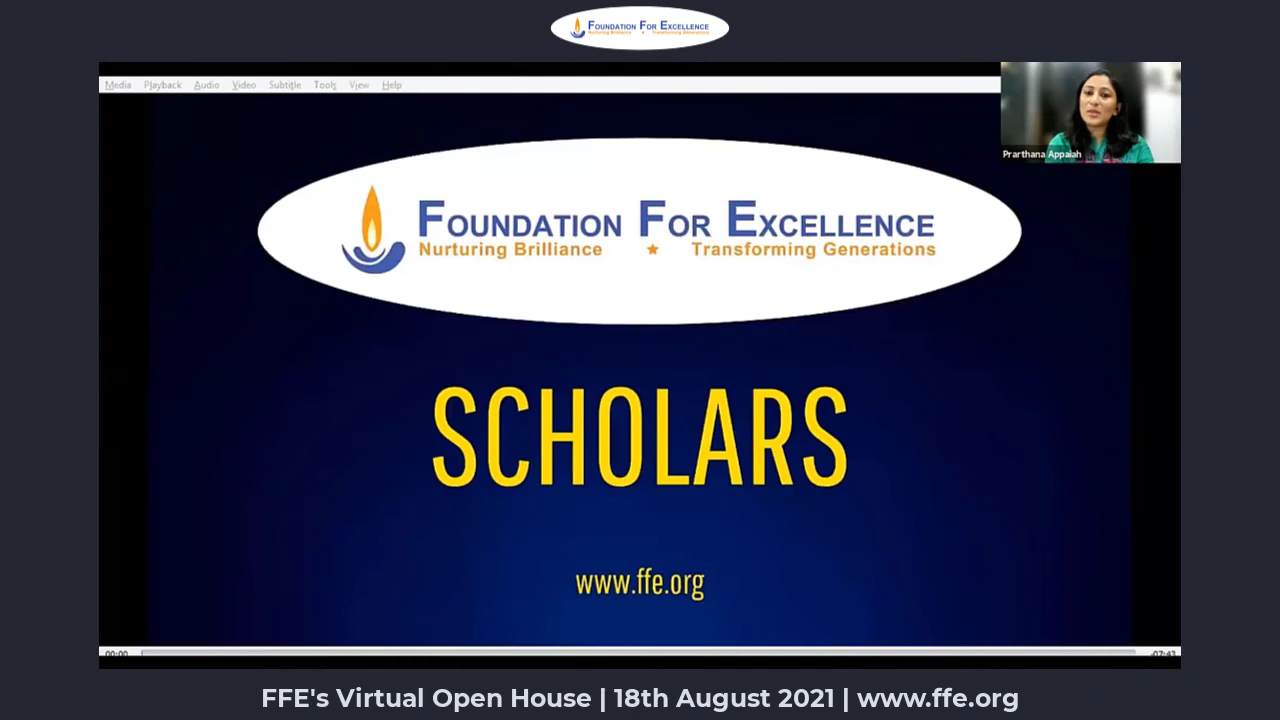 FOUNDATION FOR EXCELLENCE
Nurturing Brilliance ★ Transforming Generations
Media Playback Audio Video Subtitle Tools View Help
Prarthana Appaiah
FOUNDATION FOR EXCELLENCE
Nurturing Brilliance ★ Transforming Generations
SCHOLARS
www.ffe.org
00:00 -07:43
FFE's Virtual Open House | 18th August 2021 | www.ffe.org